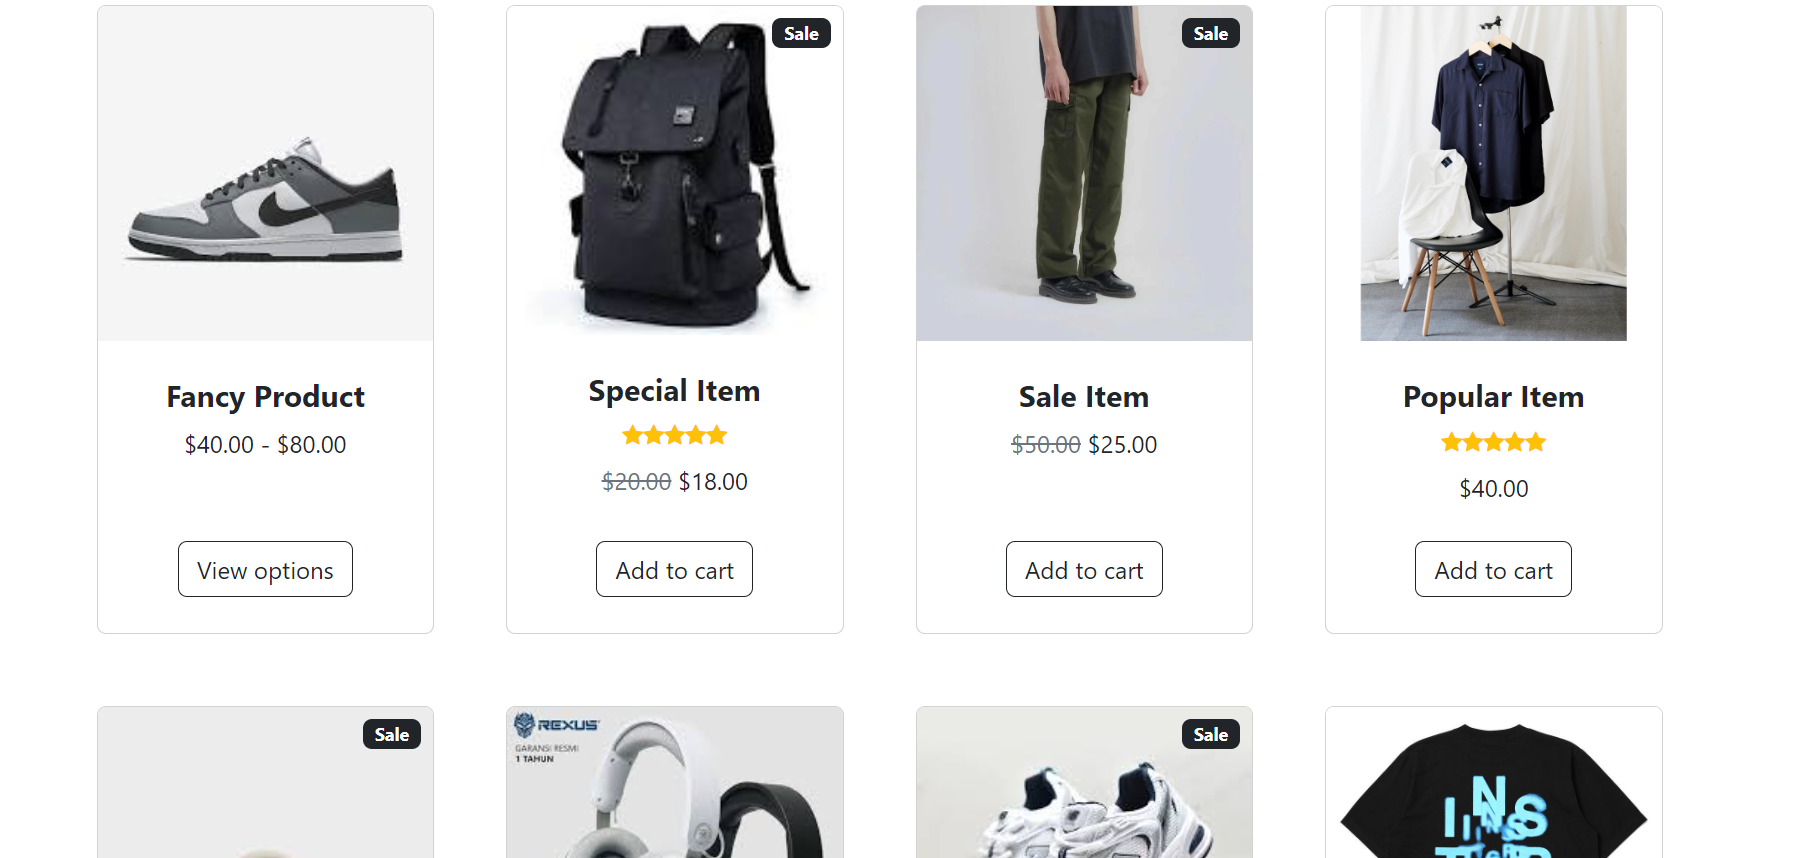 Sale
Sale
Fancy Product
$40.00 - $80.00
View options
Special Item
$20.00 $18.00
Add to cart
Sale Item
$50.00 $25.00
Add to cart
Popular Item
$40.00
Add to cart
Sale
REXUS
GARANSI RESMI
1 TAHUN
Sale
INS